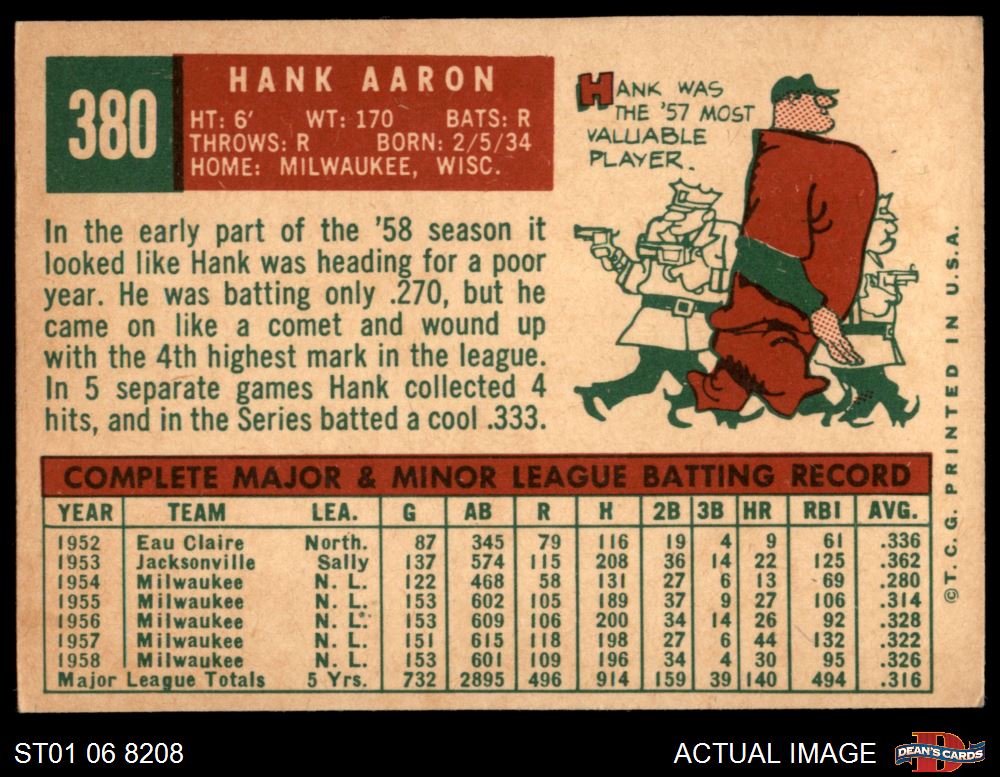 380
HANK AARON
HT: 6' WT: 170 BATS: R
THROWS: R BORN: 2/5/34
HOME: MILWAUKEE, WISC.
HANK WAS
THE '57 MOST
VALUABLE
PLAYER.
In the early part of the '58 season it
looked like Hank was heading for a poor
year. He was batting only .270, but he
came on like a comet and wound up
with the 4th highest mark in the league.
In 5 separate games Hank collected 4
hits, and in the Series batted a cool .333.
COMPLETE MAJOR & MINOR LEAGUE BATTING RECORD
YEAR TEAM LEA. G AB R H 2B 3B HR RBI AVG.
1952 Eau Claire North. 87 345 79 116 19 4 9 61 .336
1953 Jacksonville Sally 137 574 115 208 36 14 22 125 .362
1954 Milwaukee N. L. 122 468 58 131 27 6 13 69 .280
1955 Milwaukee N. L. 153 602 105 189 37 9 27 106 .314
1956 Milwaukee N. L. 153 609 106 200 34 14 26 92 .328
1957 Milwaukee N. L. 151 615 118 198 27 6 44 132 .322
1958 Milwaukee N. L. 153 601 109 196 34 4 30 95 .326
Major League Totals 5 Yrs. 732 2895 496 914 159 39 140 494 .316
©T. C. G. PRINTED IN U.S.A.
ST01 06 8208
ACTUAL IMAGE
D
DEAN'S CARDS